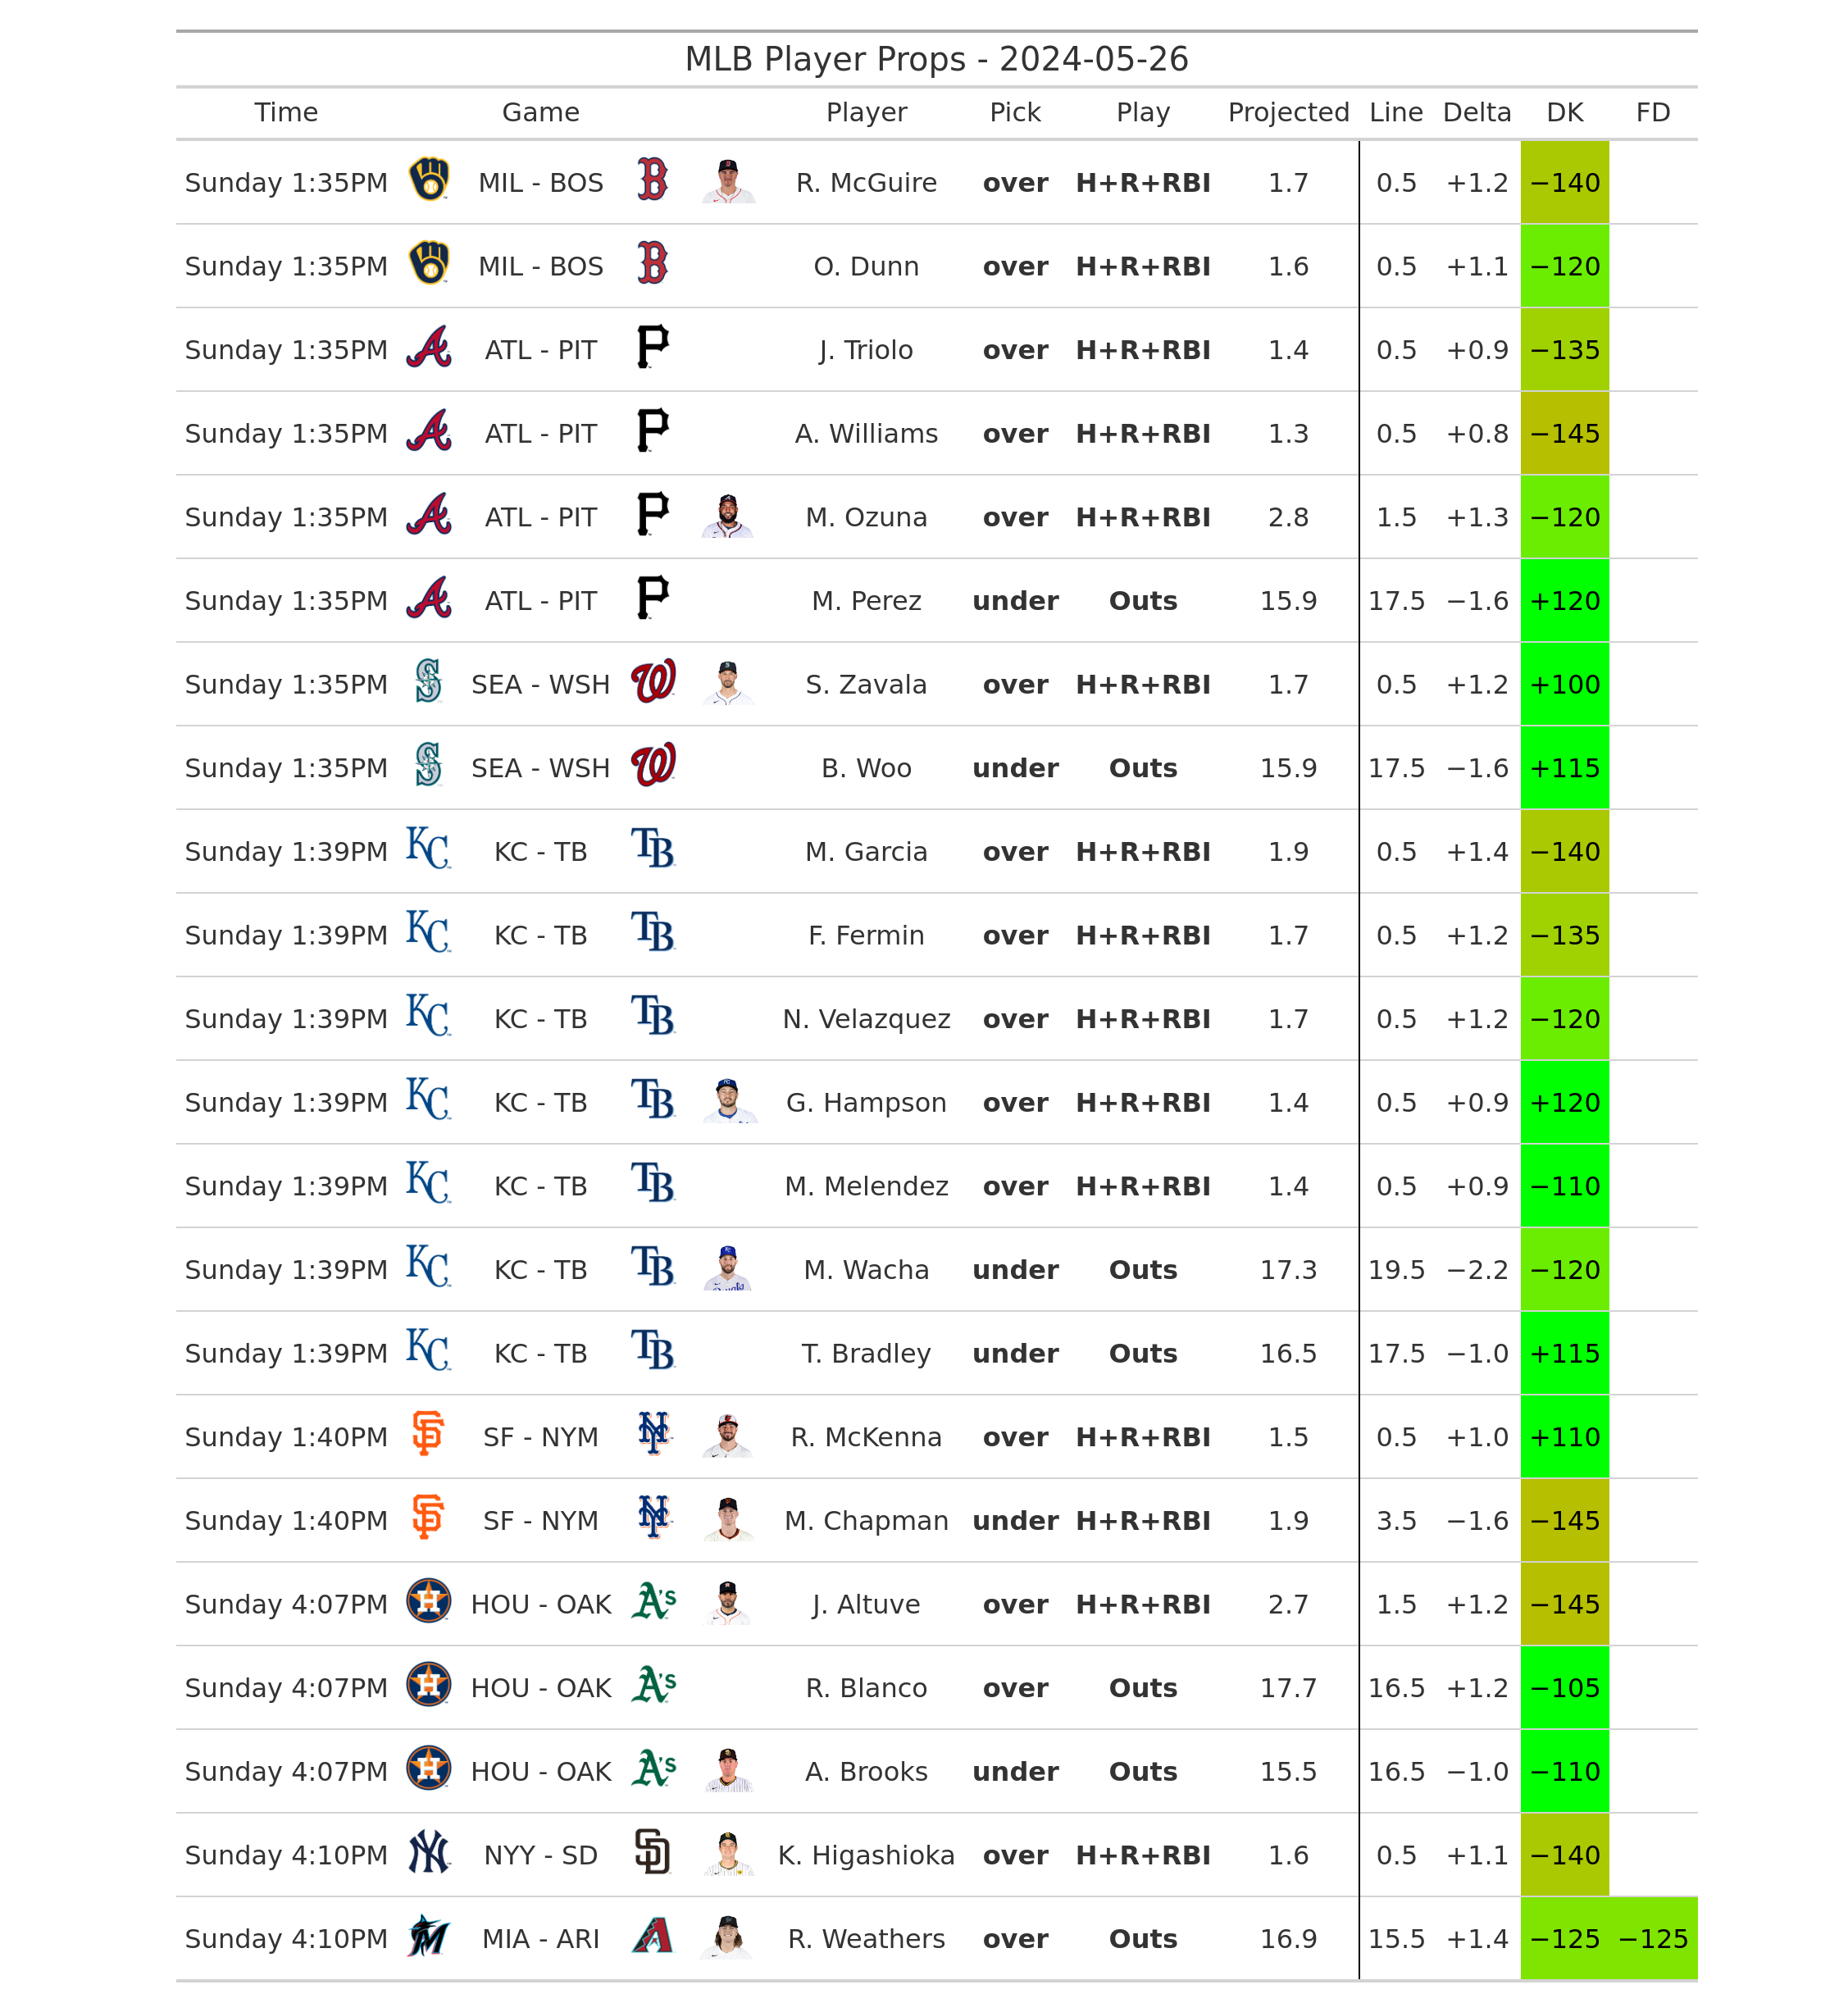 MLB Player Props - 2024-05-26
Time Game Player Pick Play Projected Line Delta DK FD
Sunday 1:35PM MIL - BOS R. McGuire over H+R+RBI 1.7 0.5 +1.2 −140
Sunday 1:35PM MIL - BOS O. Dunn over H+R+RBI 1.6 0.5 +1.1 −120
Sunday 1:35PM ATL - PIT J. Triolo over H+R+RBI 1.4 0.5 +0.9 −135
Sunday 1:35PM ATL - PIT A. Williams over H+R+RBI 1.3 0.5 +0.8 −145
Sunday 1:35PM ATL - PIT M. Ozuna over H+R+RBI 2.8 1.5 +1.3 −120
Sunday 1:35PM ATL - PIT M. Perez under Outs 15.9 17.5 −1.6 +120
Sunday 1:35PM SEA - WSH S. Zavala over H+R+RBI 1.7 0.5 +1.2 +100
Sunday 1:35PM SEA - WSH B. Woo under Outs 15.9 17.5 −1.6 +115
Sunday 1:39PM KC - TB M. Garcia over H+R+RBI 1.9 0.5 +1.4 −140
Sunday 1:39PM KC - TB F. Fermin over H+R+RBI 1.7 0.5 +1.2 −135
Sunday 1:39PM KC - TB N. Velazquez over H+R+RBI 1.7 0.5 +1.2 −120
Sunday 1:39PM KC - TB G. Hampson over H+R+RBI 1.4 0.5 +0.9 +120
Sunday 1:39PM KC - TB M. Melendez over H+R+RBI 1.4 0.5 +0.9 −110
Sunday 1:39PM KC - TB M. Wacha under Outs 17.3 19.5 −2.2 −120
Sunday 1:39PM KC - TB T. Bradley under Outs 16.5 17.5 −1.0 +115
Sunday 1:40PM SF - NYM R. McKenna over H+R+RBI 1.5 0.5 +1.0 +110
Sunday 1:40PM SF - NYM M. Chapman under H+R+RBI 1.9 3.5 −1.6 −145
Sunday 4:07PM HOU - OAK J. Altuve over H+R+RBI 2.7 1.5 +1.2 −145
Sunday 4:07PM HOU - OAK R. Blanco over Outs 17.7 16.5 +1.2 −105
Sunday 4:07PM HOU - OAK A. Brooks under Outs 15.5 16.5 −1.0 −110
Sunday 4:10PM NYY - SD K. Higashioka over H+R+RBI 1.6 0.5 +1.1 −140
Sunday 4:10PM MIA - ARI R. Weathers over Outs 16.9 15.5 +1.4 −125 −125